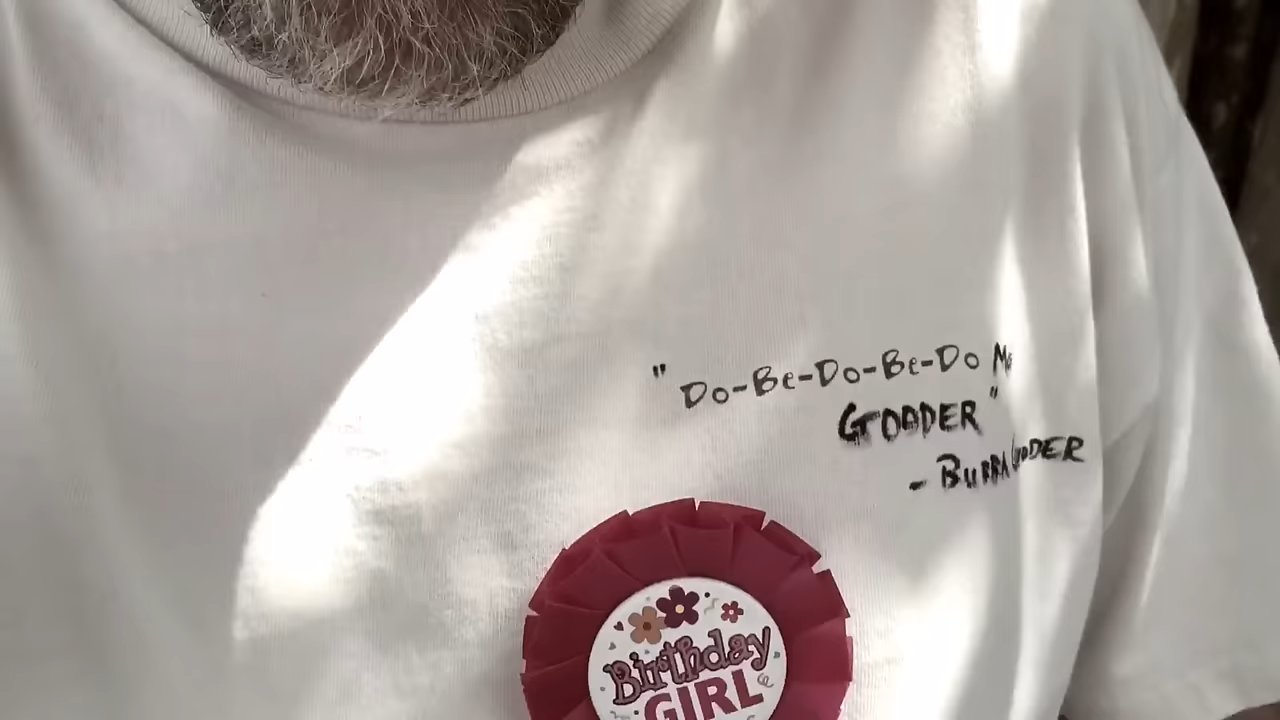 "Do-Be-Do-Be-Do Me
GOODER"
- BUBBA GOODER
Birthday
GIRL